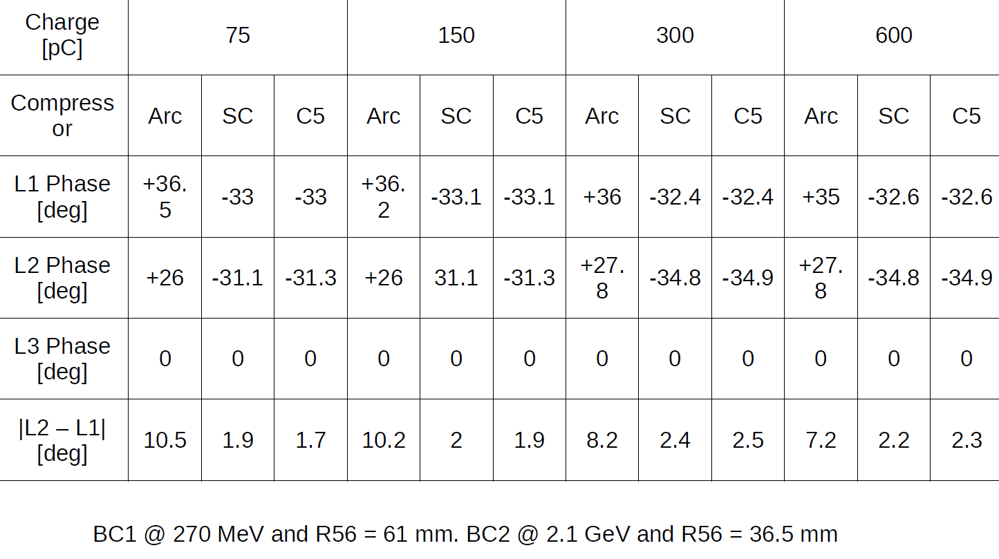 Charge [pC] 75 150 300 600
Compress
or Arc SC C5 Arc SC C5 Arc SC C5 Arc SC C5
L1 Phase [deg] +36.5 -33 -33 +36.2 -33.1 -33.1 +36 -32.4 -32.4 +35 -32.6 -32.6
L2 Phase [deg] +26 -31.1 -31.3 +26 31.1 -31.3 +27.8 -34.8 -34.9 +27.8 -34.8 -34.9
L3 Phase [deg] 0 0 0 0 0 0 0 0 0 0 0 0
|L2 – L1| [deg] 10.5 1.9 1.7 10.2 2 1.9 8.2 2.4 2.5 7.2 2.2 2.3
BC1 @ 270 MeV and R56 = 61 mm. BC2 @ 2.1 GeV and R56 = 36.5 mm